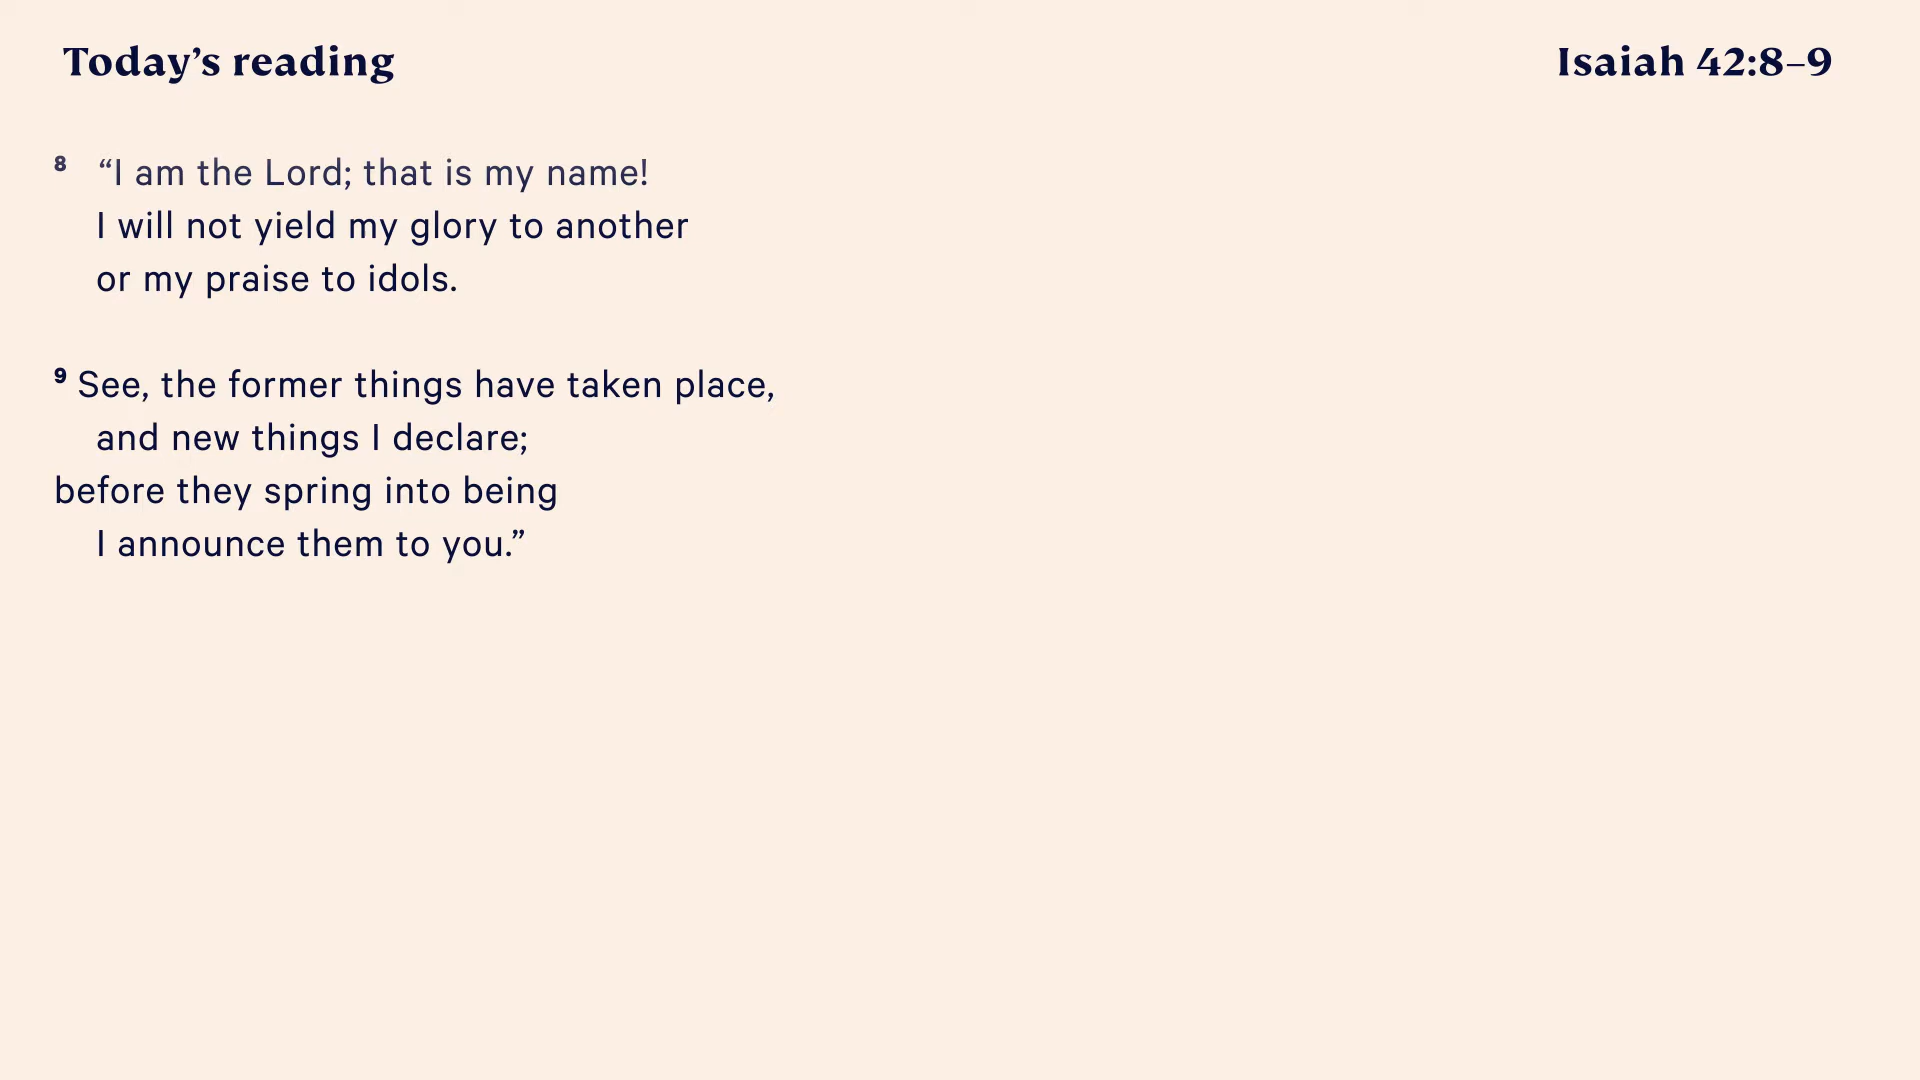 Today’s reading
Isaiah 42:8–9
8 “I am the Lord; that is my name!
I will not yield my glory to another
or my praise to idols.
9 See, the former things have taken place,
and new things I declare;
before they spring into being
I announce them to you.”